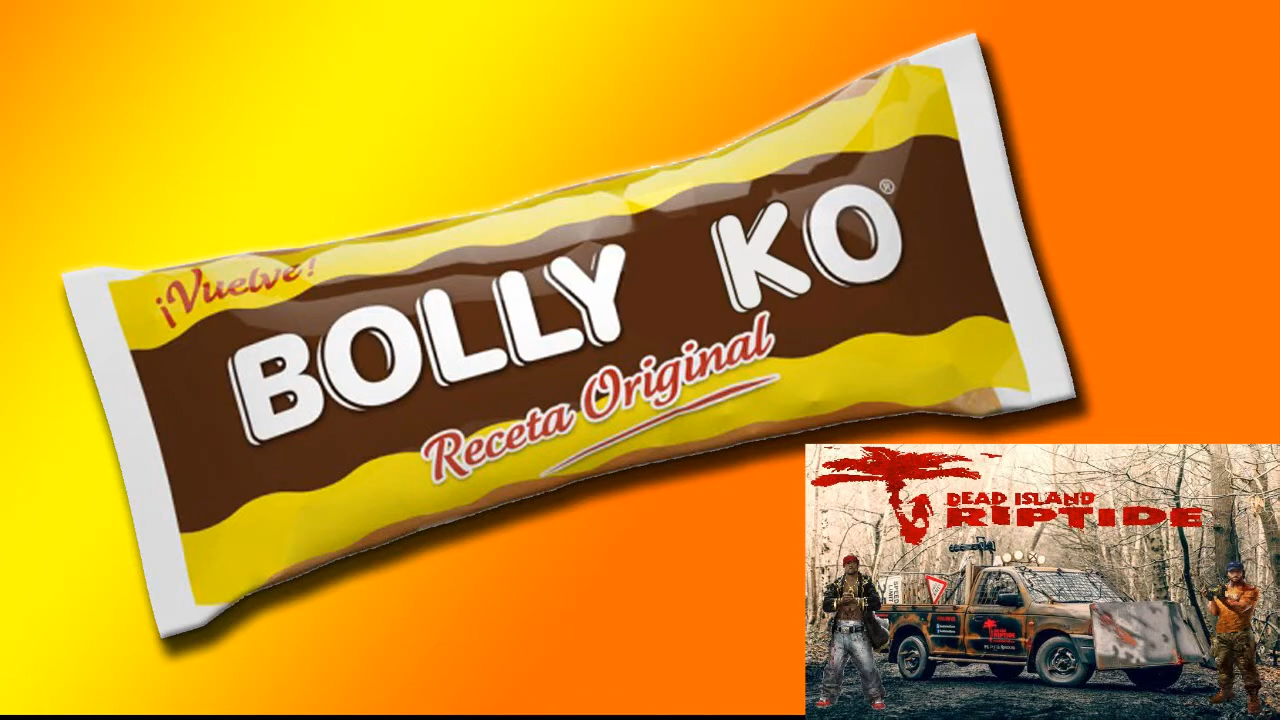 ¡Vuelve!
BOLLY KO®
Receta Original
DEAD ISLAND
RIPTIDE